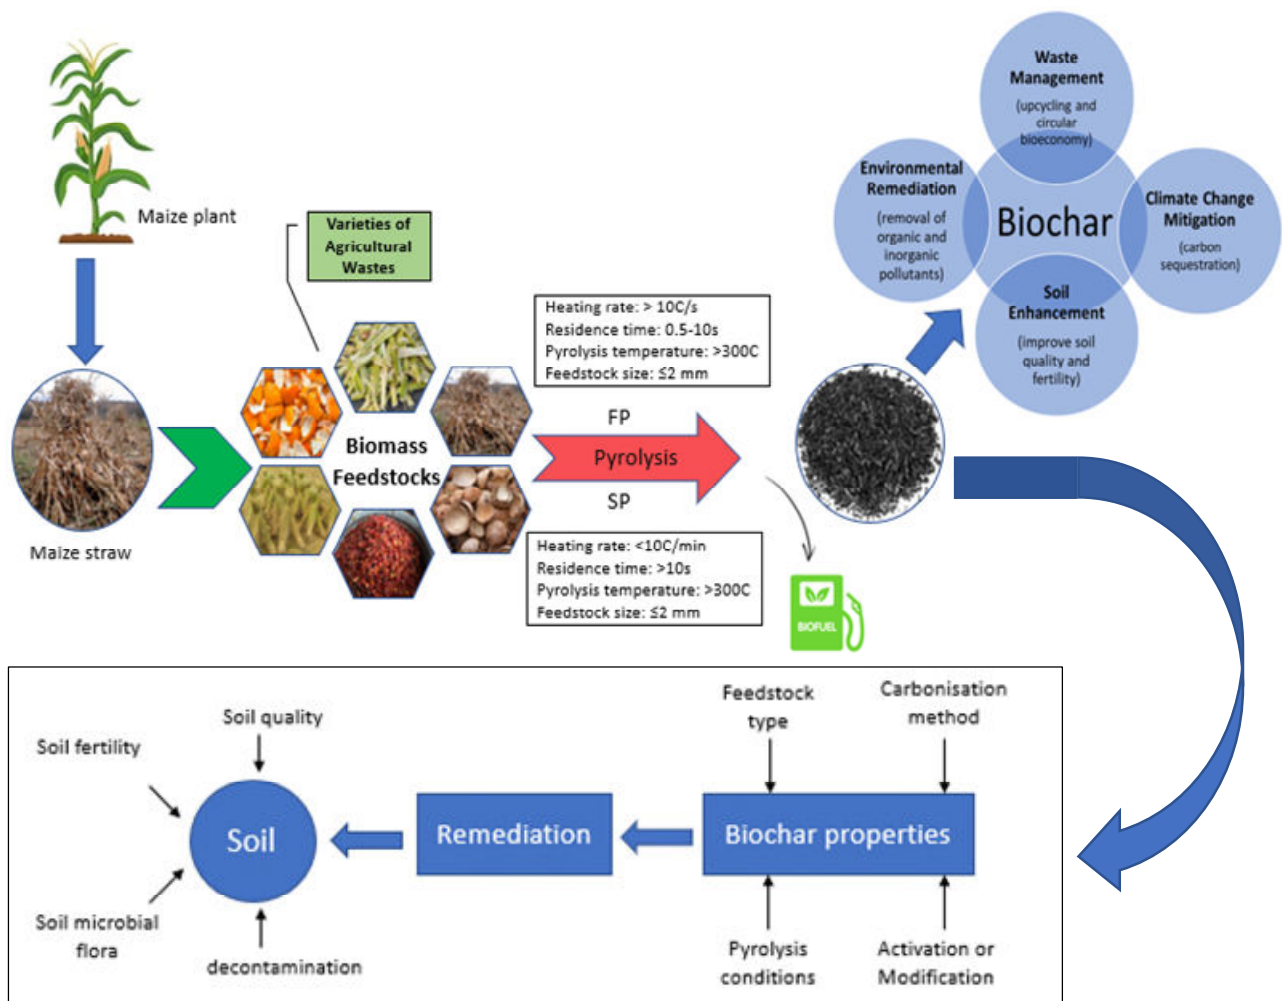 Maize plant
Maize straw
Varieties of
Agricultural
Wastes
Biomass
Feedstocks
Heating rate: > 10C/s
Residence time: 0.5-10s
Pyrolysis temperature: >300C
Feedstock size: ≤2 mm
FP
Pyrolysis
SP
Heating rate: <10C/min
Residence time: >10s
Pyrolysis temperature: >300C
Feedstock size: ≤2 mm
BIOFUEL
Waste
Management
(upcycling and
circular
bioeconomy)
Environmental
Remediation
(removal of
organic and
inorganic
pollutants)
Biochar
Climate Change
Mitigation
(carbon
sequestration)
Soil
Enhancement
(improve soil
quality and
fertility)
Soil quality
Soil fertility
Soil
Soil microbial
flora
decontamination
Remediation
Feedstock
type
Carbonisation
method
Biochar properties
Pyrolysis
conditions
Activation or
Modification